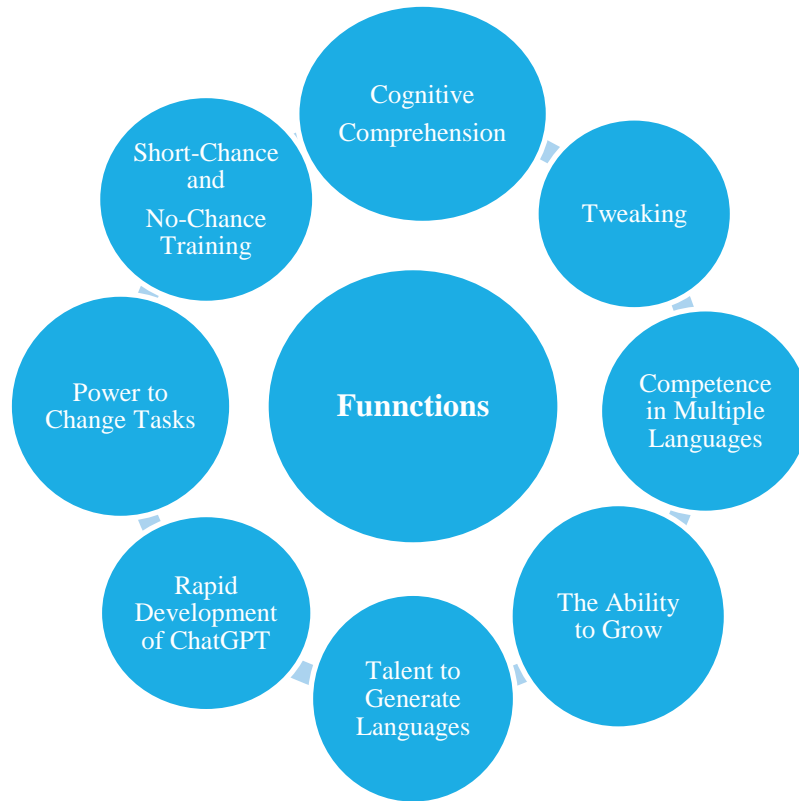 Cognitive
Comprehension
Tweaking
Competence
in Multiple
Languages
The Ability
to Grow
Talent to
Generate
Languages
Rapid
Development
of ChatGPT
Power to
Change Tasks
Short-Chance
and
No-Chance
Training
Funnctions